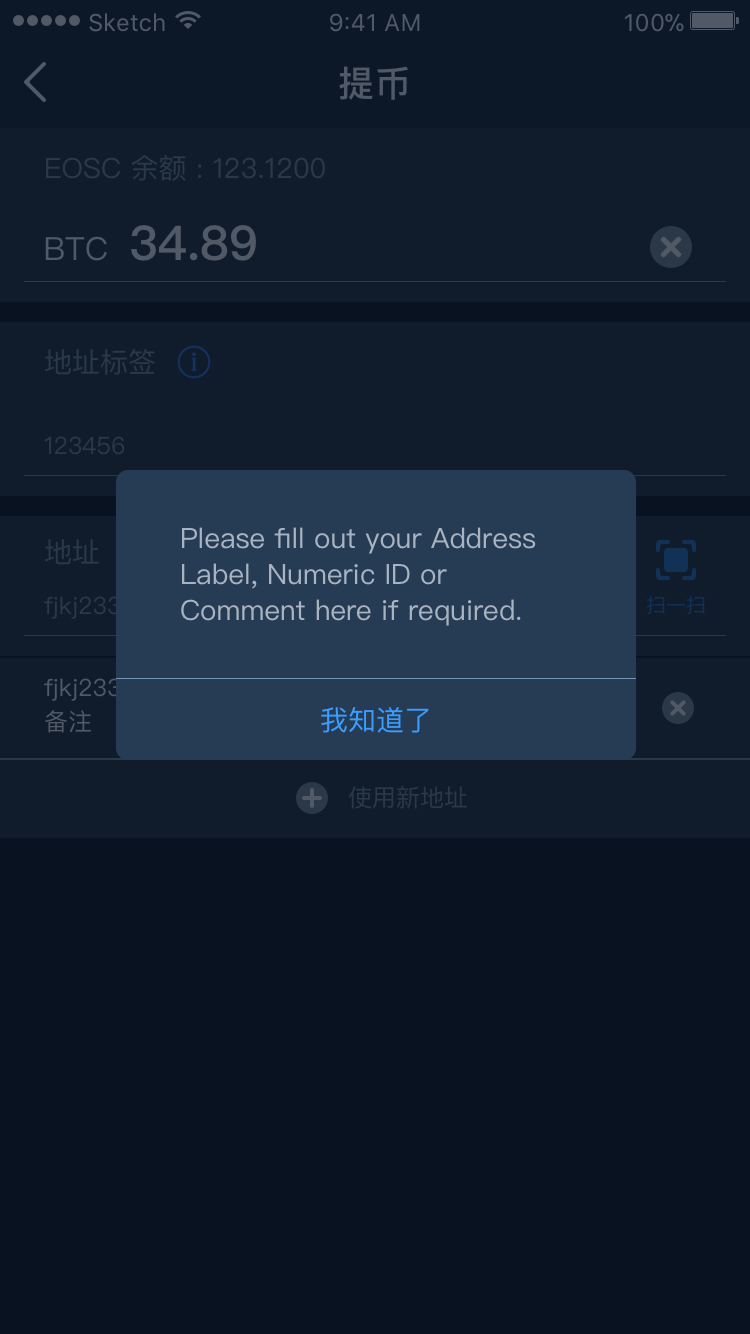 Sketch
9:41 AM
100%
提币
EOSC 余额 : 123.1200
BTC 34.89
地址标签
123456
地址
fjkj233
扫一扫
fjkj233
备注
Please fill out your Address
Label, Numeric ID or
Comment here if required.
我知道了
使用新地址